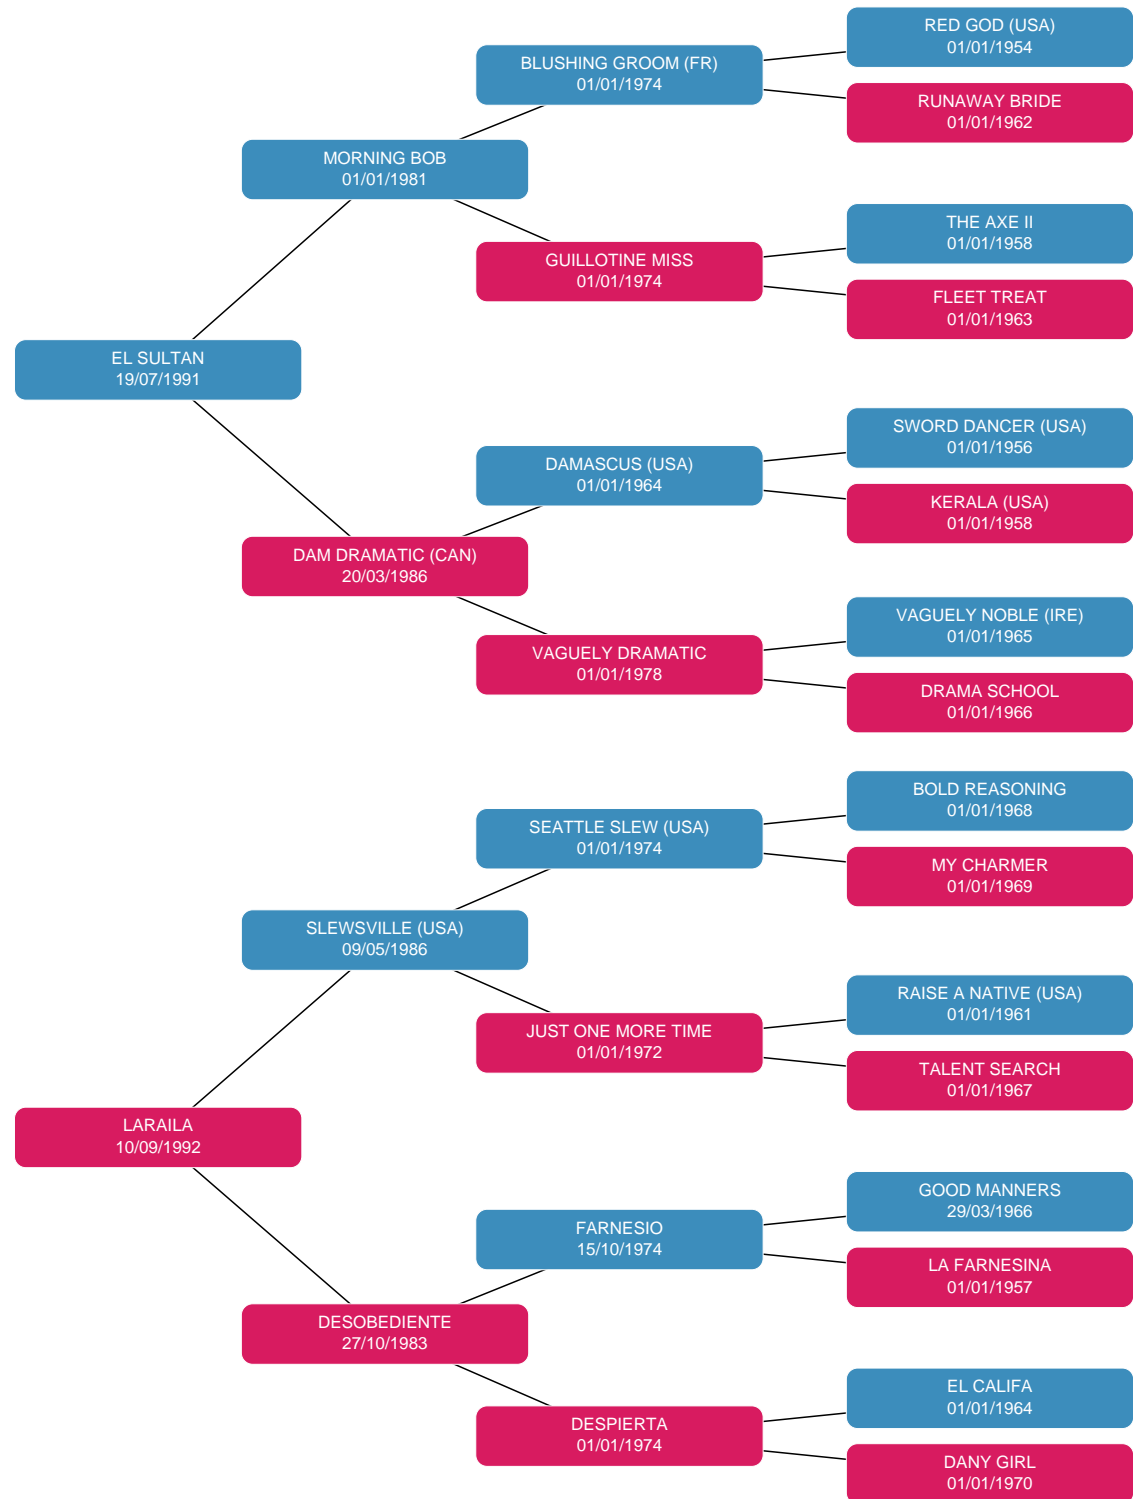 RED GOD (USA)
01/01/1954
BLUSHING GROOM (FR)
01/01/1974
RUNAWAY BRIDE
01/01/1962
MORNING BOB
01/01/1981
THE AXE II
01/01/1958
GUILLOTINE MISS
01/01/1974
FLEET TREAT
01/01/1963
EL SULTAN
19/07/1991
SWORD DANCER (USA)
01/01/1956
DAMASCUS (USA)
01/01/1964
KERALA (USA)
01/01/1958
DAM DRAMATIC (CAN)
20/03/1986
VAGUELY NOBLE (IRE)
01/01/1965
VAGUELY DRAMATIC
01/01/1978
DRAMA SCHOOL
01/01/1966
BOLD REASONING
01/01/1968
SEATTLE SLEW (USA)
01/01/1974
MY CHARMER
01/01/1969
SLEWSVILLE (USA)
09/05/1986
RAISE A NATIVE (USA)
01/01/1961
JUST ONE MORE TIME
01/01/1972
TALENT SEARCH
01/01/1967
LARAILA
10/09/1992
GOOD MANNERS
29/03/1966
FARNESIO
15/10/1974
LA FARNESINA
01/01/1957
DESOBEDIENTE
27/10/1983
EL CALIFA
01/01/1964
DESPIERTA
01/01/1974
DANY GIRL
01/01/1970